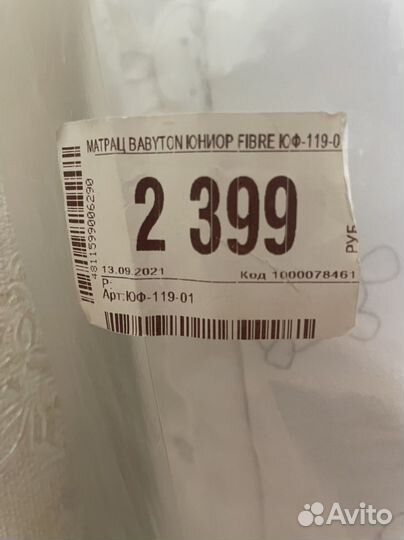 МАТРАЦ BABYTON ЮНИОР FIBRE ЮФ-119-0
2 399
РУБ
4811599006290
13.09.2021
Код 1000078461
Р:
Арт:ЮФ-119-01
Avito